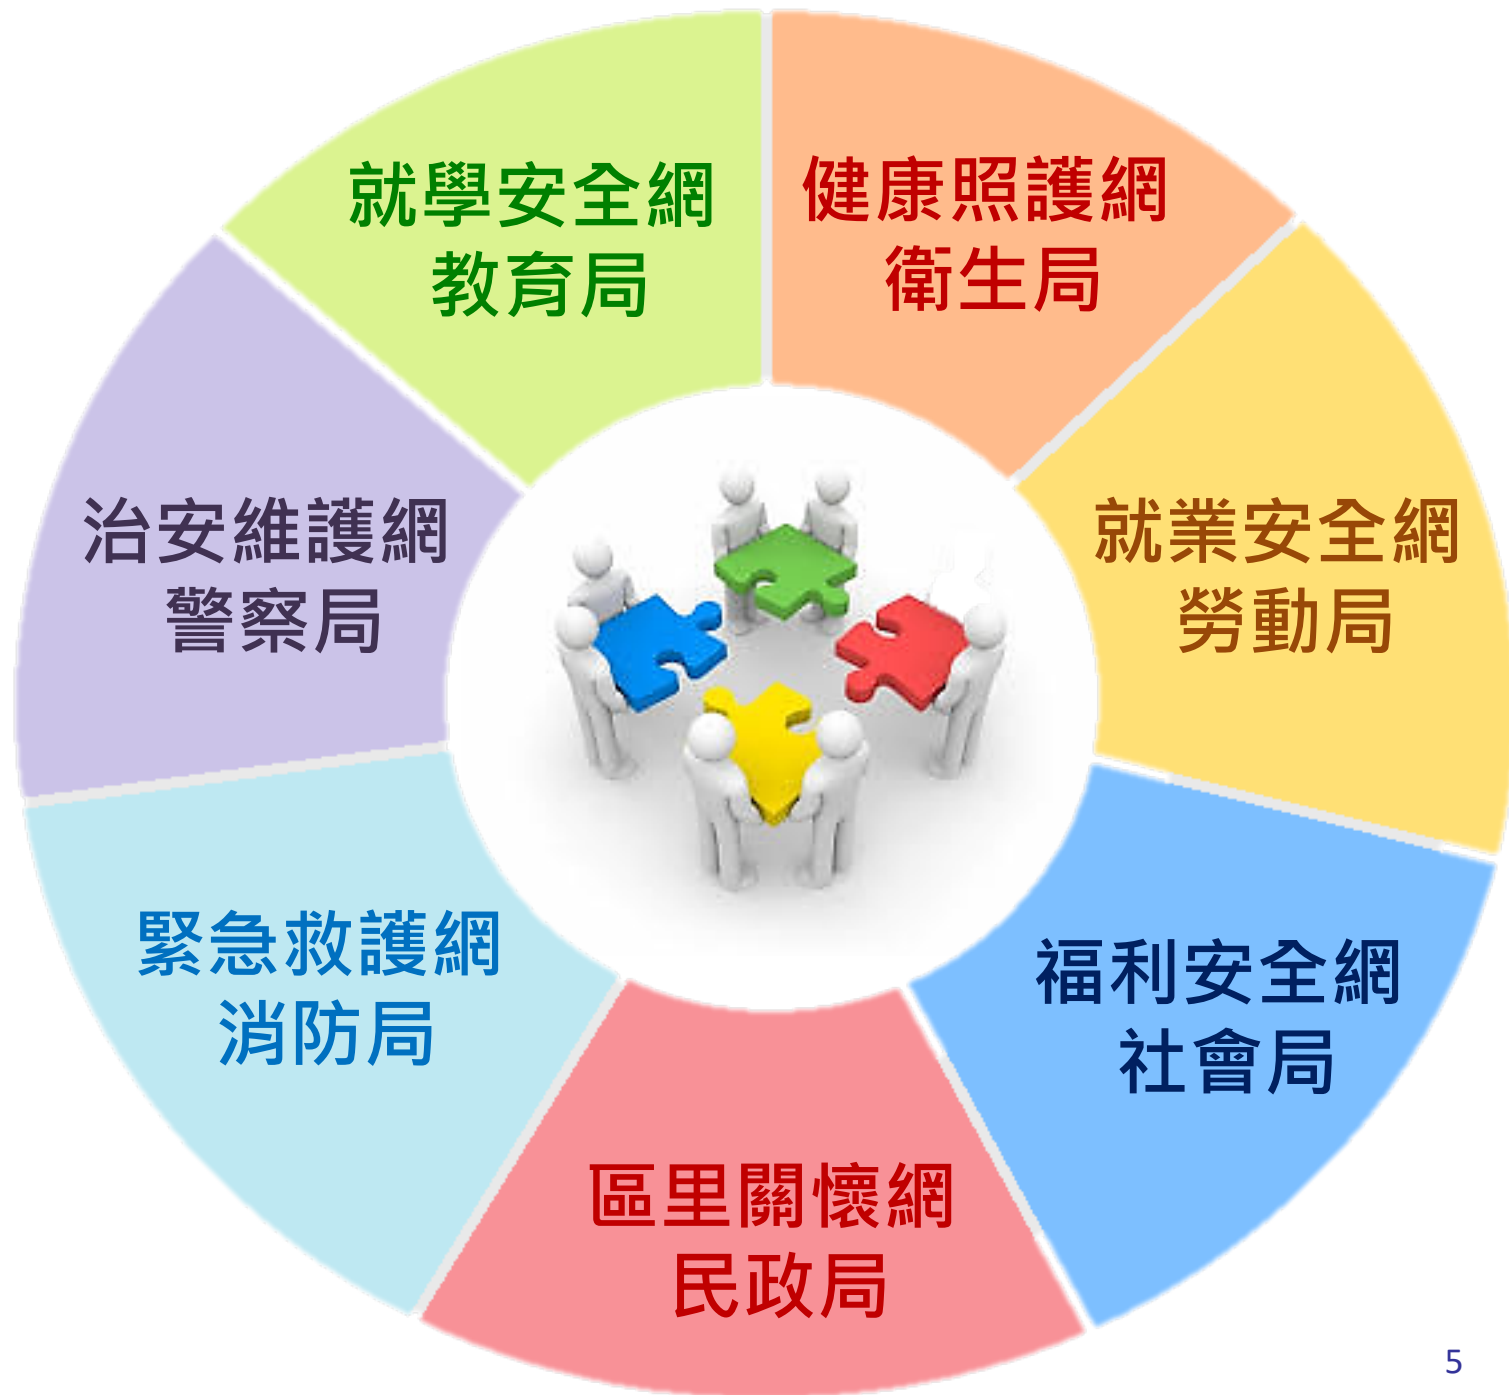 就學安全網
教育局
健康照護網
衛生局
就業安全網
勞動局
福利安全網
社會局
區里關懷網
民政局
緊急救護網
消防局
治安維護網
警察局
5